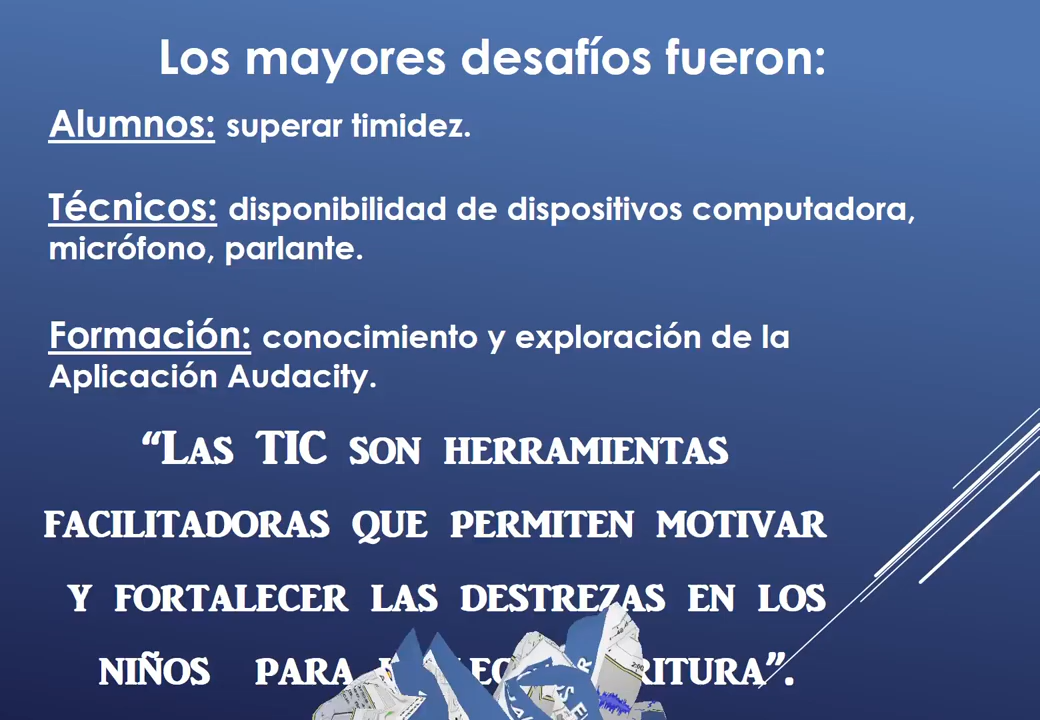 Los mayores desafíos fueron:
Alumnos: superar timidez.
Técnicos: disponibilidad de dispositivos computadora,
micrófono, parlante.
Formación: conocimiento y exploración de la
Aplicación Audacity.
“Las TIC son herramientas
facilitadoras que permiten motivar
y fortalecer las destrezas en los
niños para